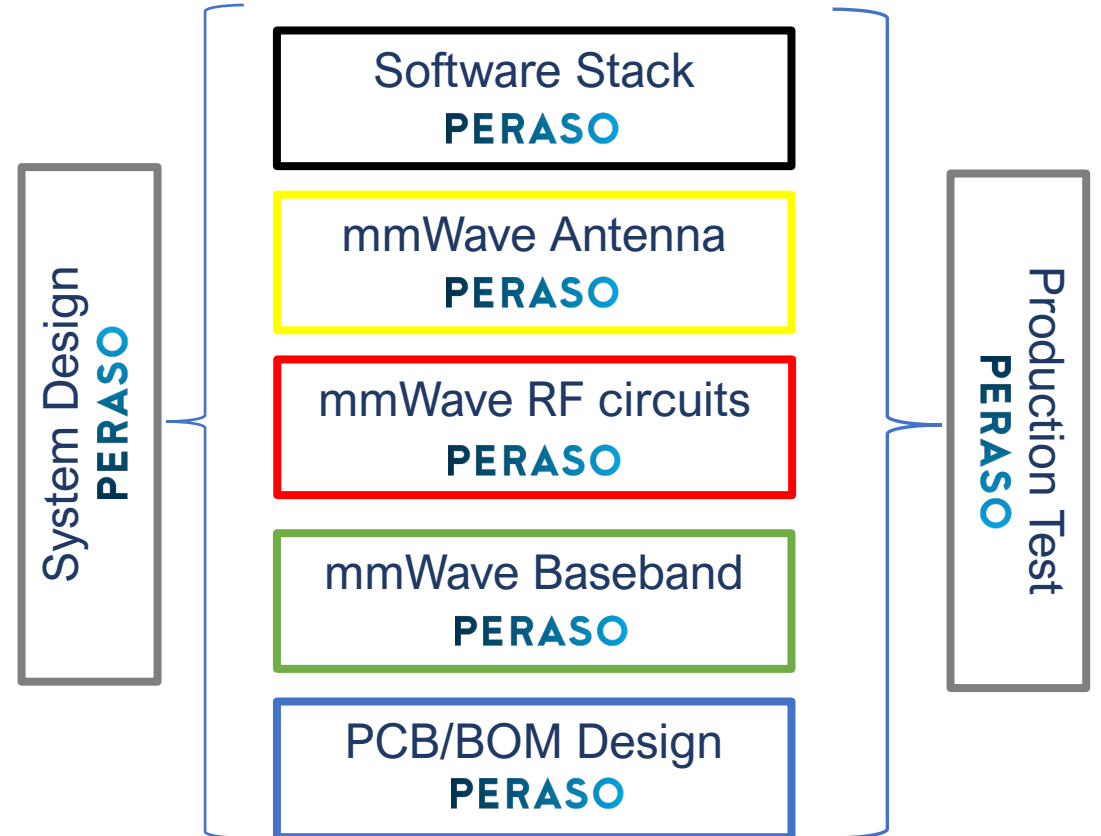 System Design
PERASO
Software Stack
PERASO
mmWave Antenna
PERASO
mmWave RF circuits
PERASO
mmWave Baseband
PERASO
PCB/BOM Design
PERASO
Production Test
PERASO